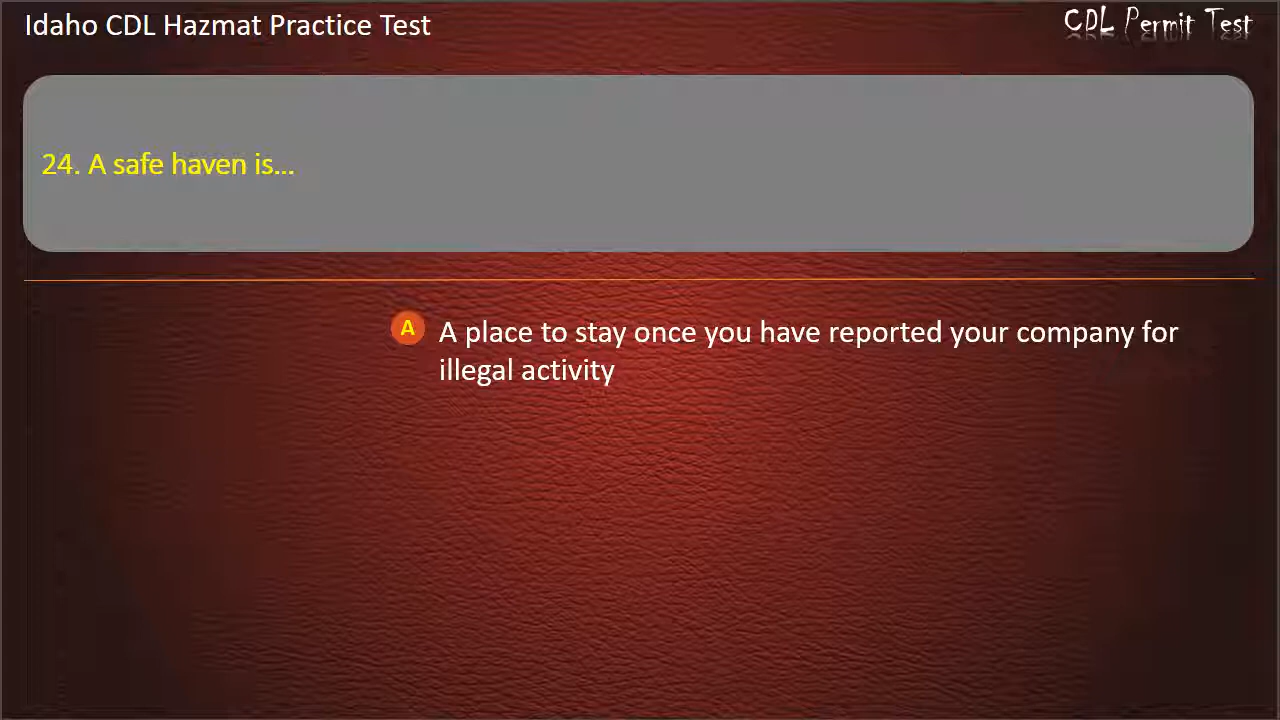 Idaho CDL Hazmat Practice Test
CDL Permit Test
24. A safe haven is...
A
A place to stay once you have reported your company for
illegal activity